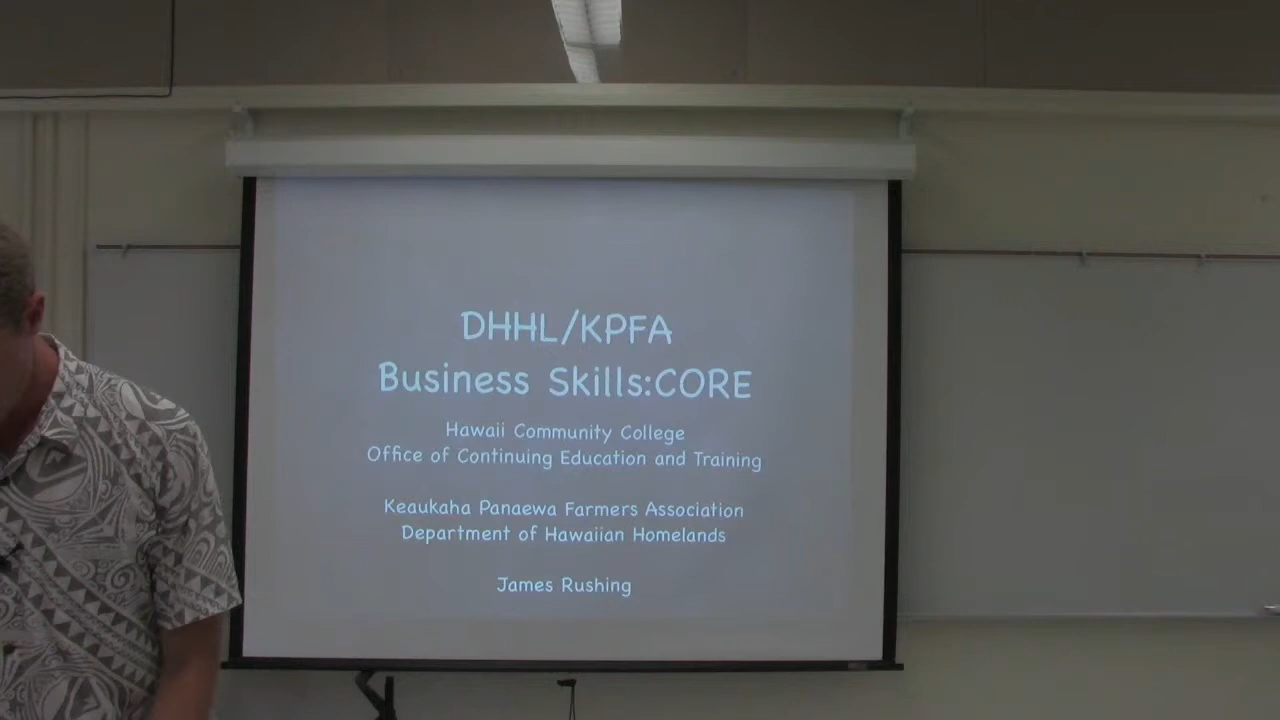 DHHL/KPFA
Business Skills:CORE
Hawaii Community College
Office of Continuing Education and Training
Keaukaha Panaewa Farmers Association
Department of Hawaiian Homelands
James Rushing